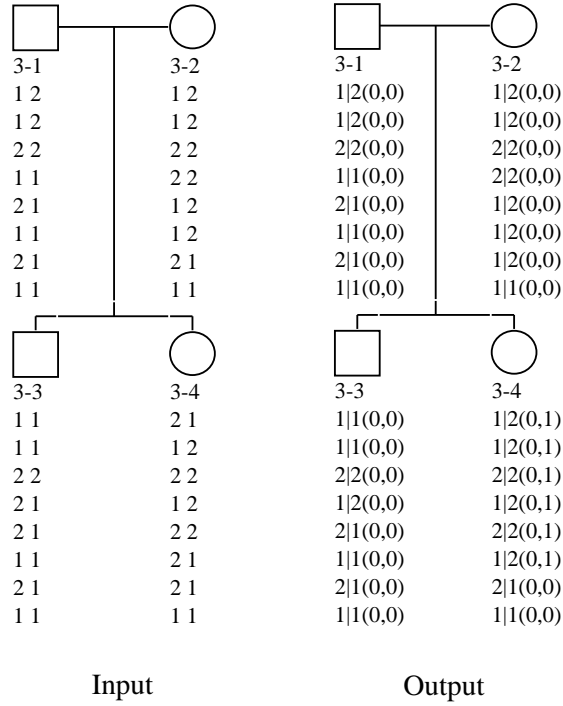 3-1 3-2 3-1 3-2
1 2 1 2 1|2(0,0) 1|2(0,0)
1 2 1 2 1|2(0,0) 1|2(0,0)
2 2 2 2 2|2(0,0) 2|2(0,0)
1 1 2 2 1|1(0,0) 2|2(0,0)
2 1 1 2 2|1(0,0) 1|2(0,0)
1 1 1 2 1|1(0,0) 1|2(0,0)
2 1 2 1 2|1(0,0) 1|2(0,0)
1 1 1 1 1|1(0,0) 1|1(0,0)
3-3 3-4 3-3 3-4
1 1 2 1 1|1(0,0) 1|2(0,1)
1 1 1 2 1|1(0,0) 1|2(0,1)
2 2 2 2 2|2(0,0) 2|2(0,1)
2 1 1 2 1|2(0,0) 1|2(0,1)
2 1 2 2 2|1(0,0) 2|2(0,1)
1 1 2 1 1|1(0,0) 1|2(0,1)
2 1 2 1 2|1(0,0) 2|1(0,0)
1 1 1 1 1|1(0,0) 1|1(0,0)
Input Output